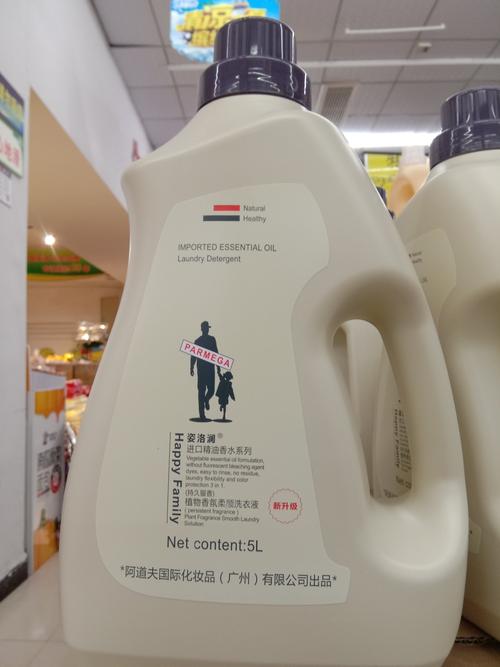 Natural
Healthy
IMPORTED ESSENTIAL OIL
Laundry Detergent
PARMEGA
Happy Family
姿洛澜®
进口精油香水系列
Vegetable essential oil formulation,
without fluorescent bleaching agent
dyes, easy to rinse, no residue,
laundry flexibility and color
protection 3 in 1
(持久留香)
植物香氛柔顺洗衣液
( persistent fragrance )
Plant Fragrance Smooth Laundry
Solution
新升级
Net content:5L
*阿道夫国际化妆品（广州）有限公司出品*